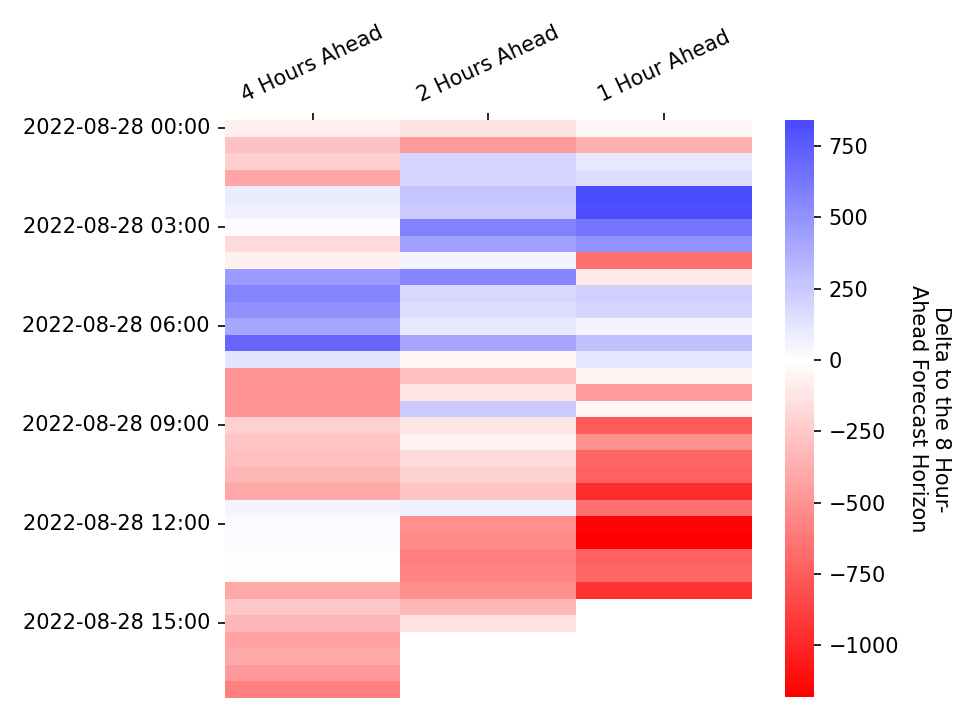 4 Hours Ahead
2 Hours Ahead
1 Hour Ahead
2022-08-28 00:00
2022-08-28 03:00
2022-08-28 06:00
2022-08-28 09:00
2022-08-28 12:00
2022-08-28 15:00
750
500
250
0
−250
−500
−750
−1000
Delta to the 8 Hour-
Ahead Forecast Horizon